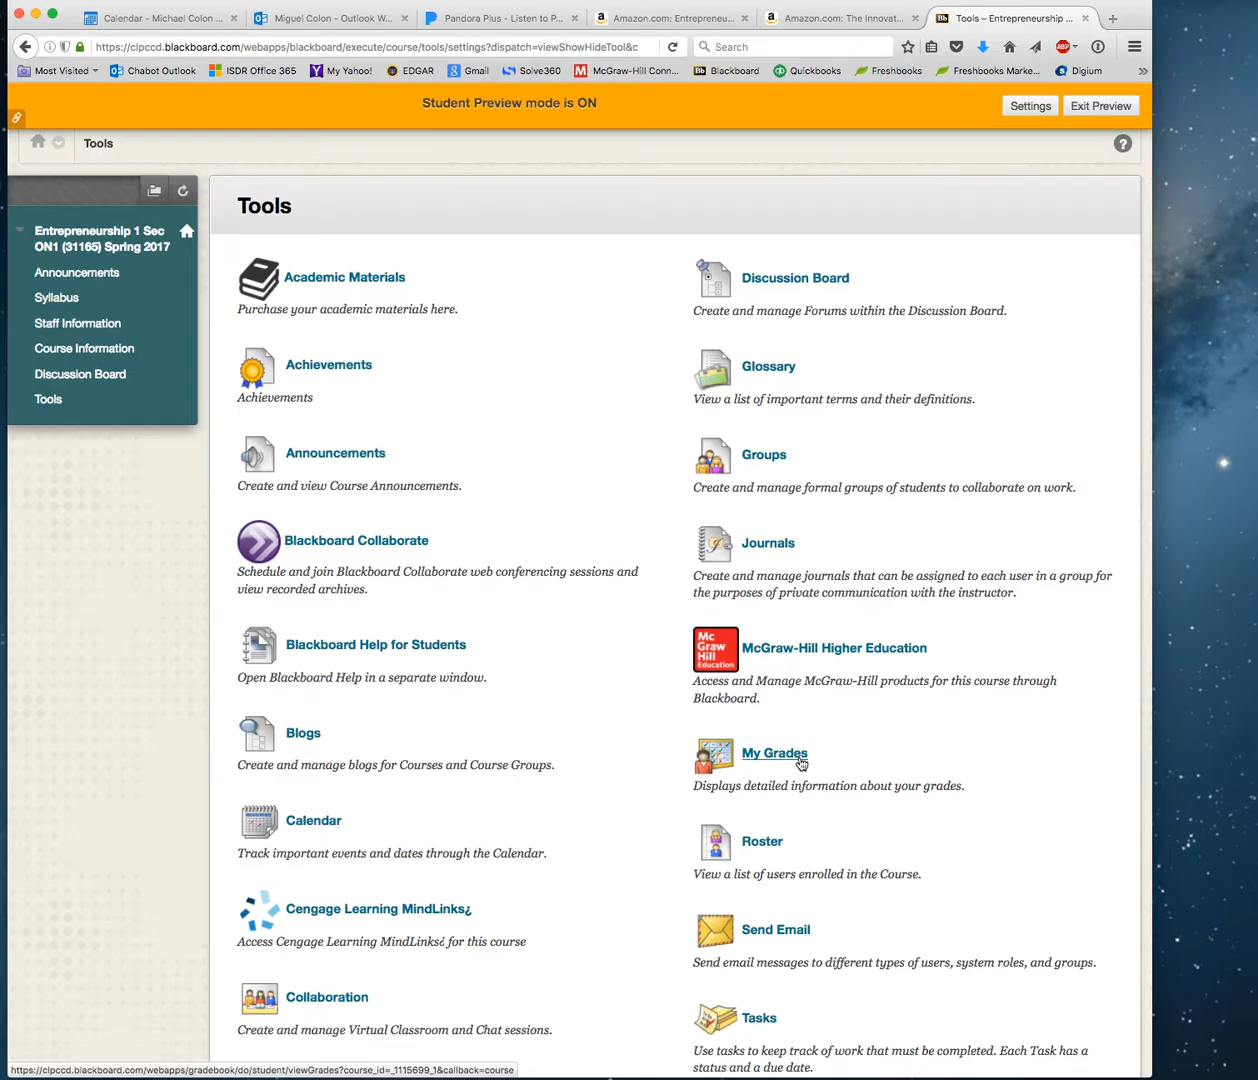 Calendar - Michael Colon ...
Miguel Colon - Outlook W...
Pandora Plus - Listen to P...
Amazon.com: Entrepreneu...
Amazon.com: The Innovat...
Bb Tools – Entrepreneurship ...
https://clpccd.blackboard.com/webapps/blackboard/execute/course/tools/settings?dispatch=viewShowHideTool&c
Search
ABP
Most Visited
Chabot Outlook
ISDR Office 365
My Yahoo!
EDGAR
Gmail
Solve360
McGraw-Hill Conn...
Bb Blackboard
Quickbooks
Freshbooks
Freshbooks Marke...
Digium
Student Preview mode is ON
Settings
Exit Preview
Tools
Entrepreneurship 1 Sec
ON1 (31165) Spring 2017
Announcements
Syllabus
Staff Information
Course Information
Discussion Board
Tools
Tools
Academic Materials
Purchase your academic materials here.
Achievements
Achievements
Announcements
Create and view Course Announcements.
Blackboard Collaborate
Schedule and join Blackboard Collaborate web conferencing sessions and
view recorded archives.
Blackboard Help for Students
Open Blackboard Help in a separate window.
Blogs
Create and manage blogs for Courses and Course Groups.
Calendar
Track important events and dates through the Calendar.
Cengage Learning MindLinks¿
Access Cengage Learning MindLinks¿ for this course
Collaboration
Create and manage Virtual Classroom and Chat sessions.
Discussion Board
Create and manage Forums within the Discussion Board.
Glossary
View a list of important terms and their definitions.
Groups
Create and manage formal groups of students to collaborate on work.
Journals
Create and manage journals that can be assigned to each user in a group for
the purposes of private communication with the instructor.
Mc
Graw
Hill
Education
McGraw-Hill Higher Education
Access and Manage McGraw-Hill products for this course through
Blackboard.
My Grades
Displays detailed information about your grades.
Roster
View a list of users enrolled in the Course.
Send Email
Send email messages to different types of users, system roles, and groups.
Tasks
Use tasks to keep track of work that must be completed. Each Task has a
status and a due date.
https://clpccd.blackboard.com/webapps/gradebook/do/student/viewGrades?course_id=_1115699_1&callback=course